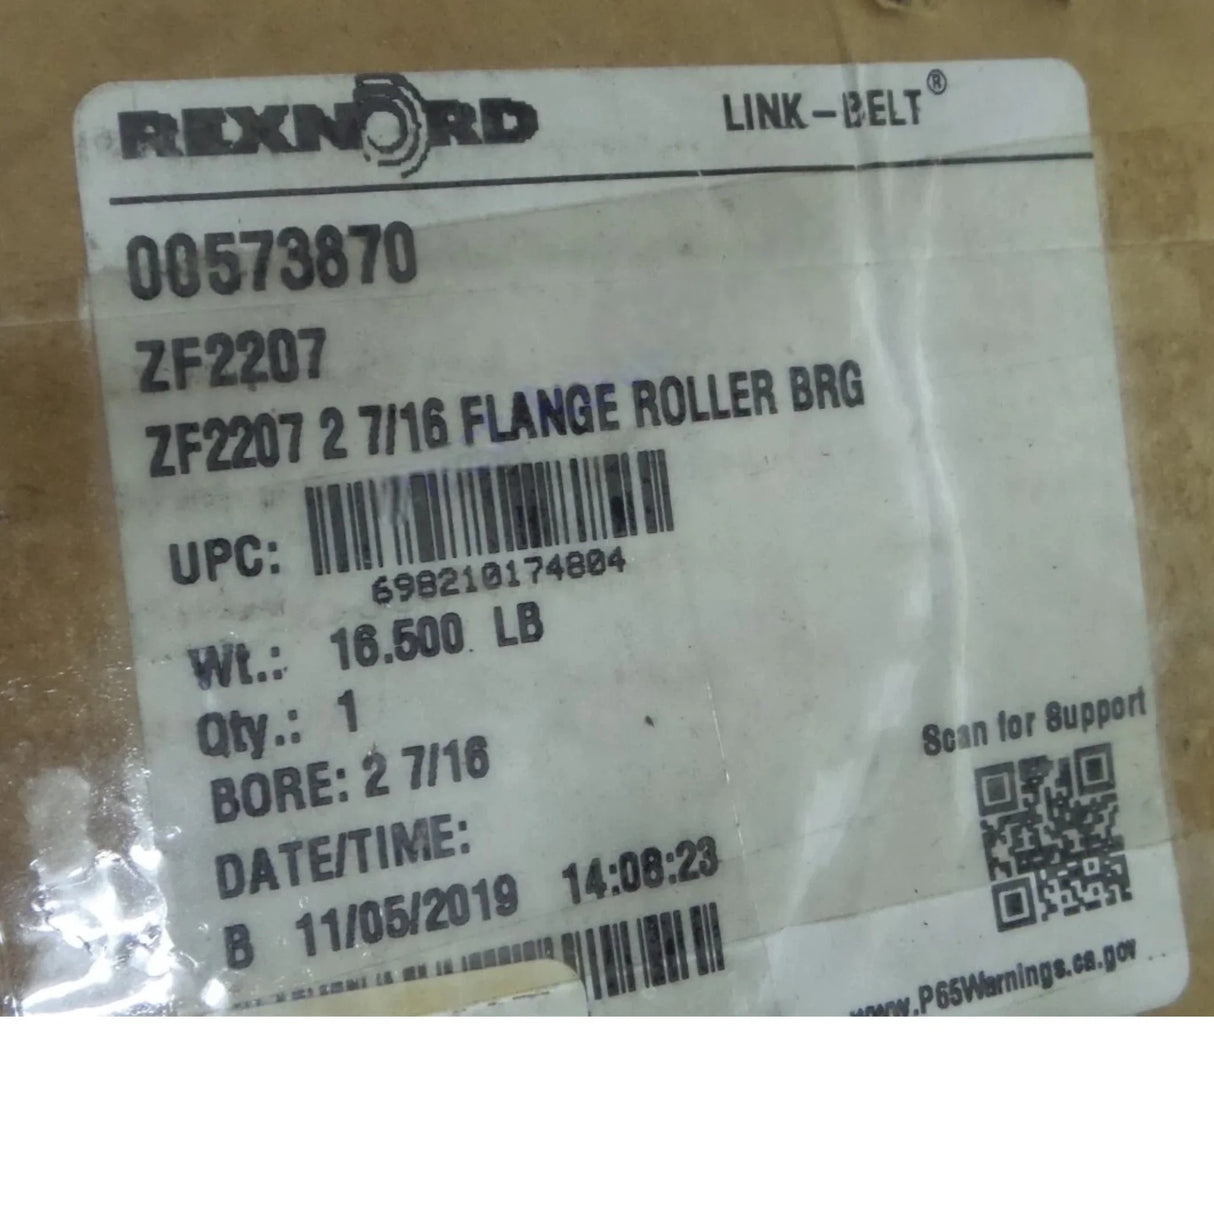 REXNORD LINK-BELT®
00573870
ZF2207
ZF2207 2 7/16 FLANGE ROLLER BRG
UPC:
698210174804
Wt.: 16.500 LB
Qty.: 1
BORE: 2 7/16
Scan for Support
DATE/TIME:
B 11/05/2019 14:08:23
www.P65Warnings.ca.gov